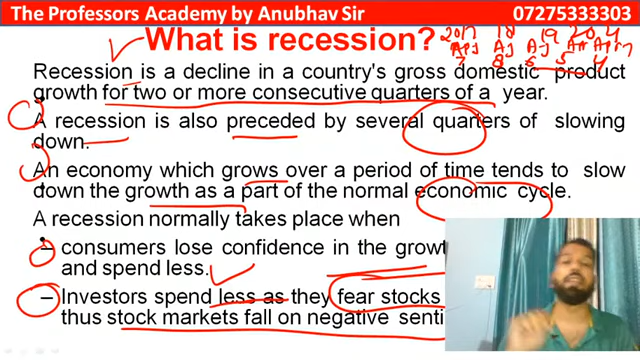 The Professors Academy by Anubhav Sir 07275333303
What is recession?
2017 18 19 20
Recession is a decline in a country's gross domestic product
growth for two or more consecutive quarters of a year.
A recession is also preceded by several quarters of slowing
down.
An economy which grows over a period of time tends to slow
down the growth as a part of the normal economic cycle.
A recession normally takes place when
– consumers lose confidence in the growt
and spend less.
– Investors spend less as they fear stocks
thus stock markets fall on negative senti